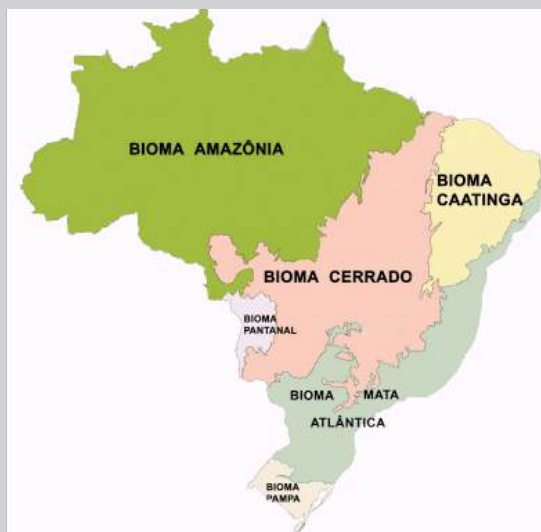 BIOMA AMAZÔNIA
BIOMA
CAATINGA
BIOMA CERRADO
BIOMA
PANTANAL
BIOMA MATA
ATLÂNTICA
BIOMA
PAMPA